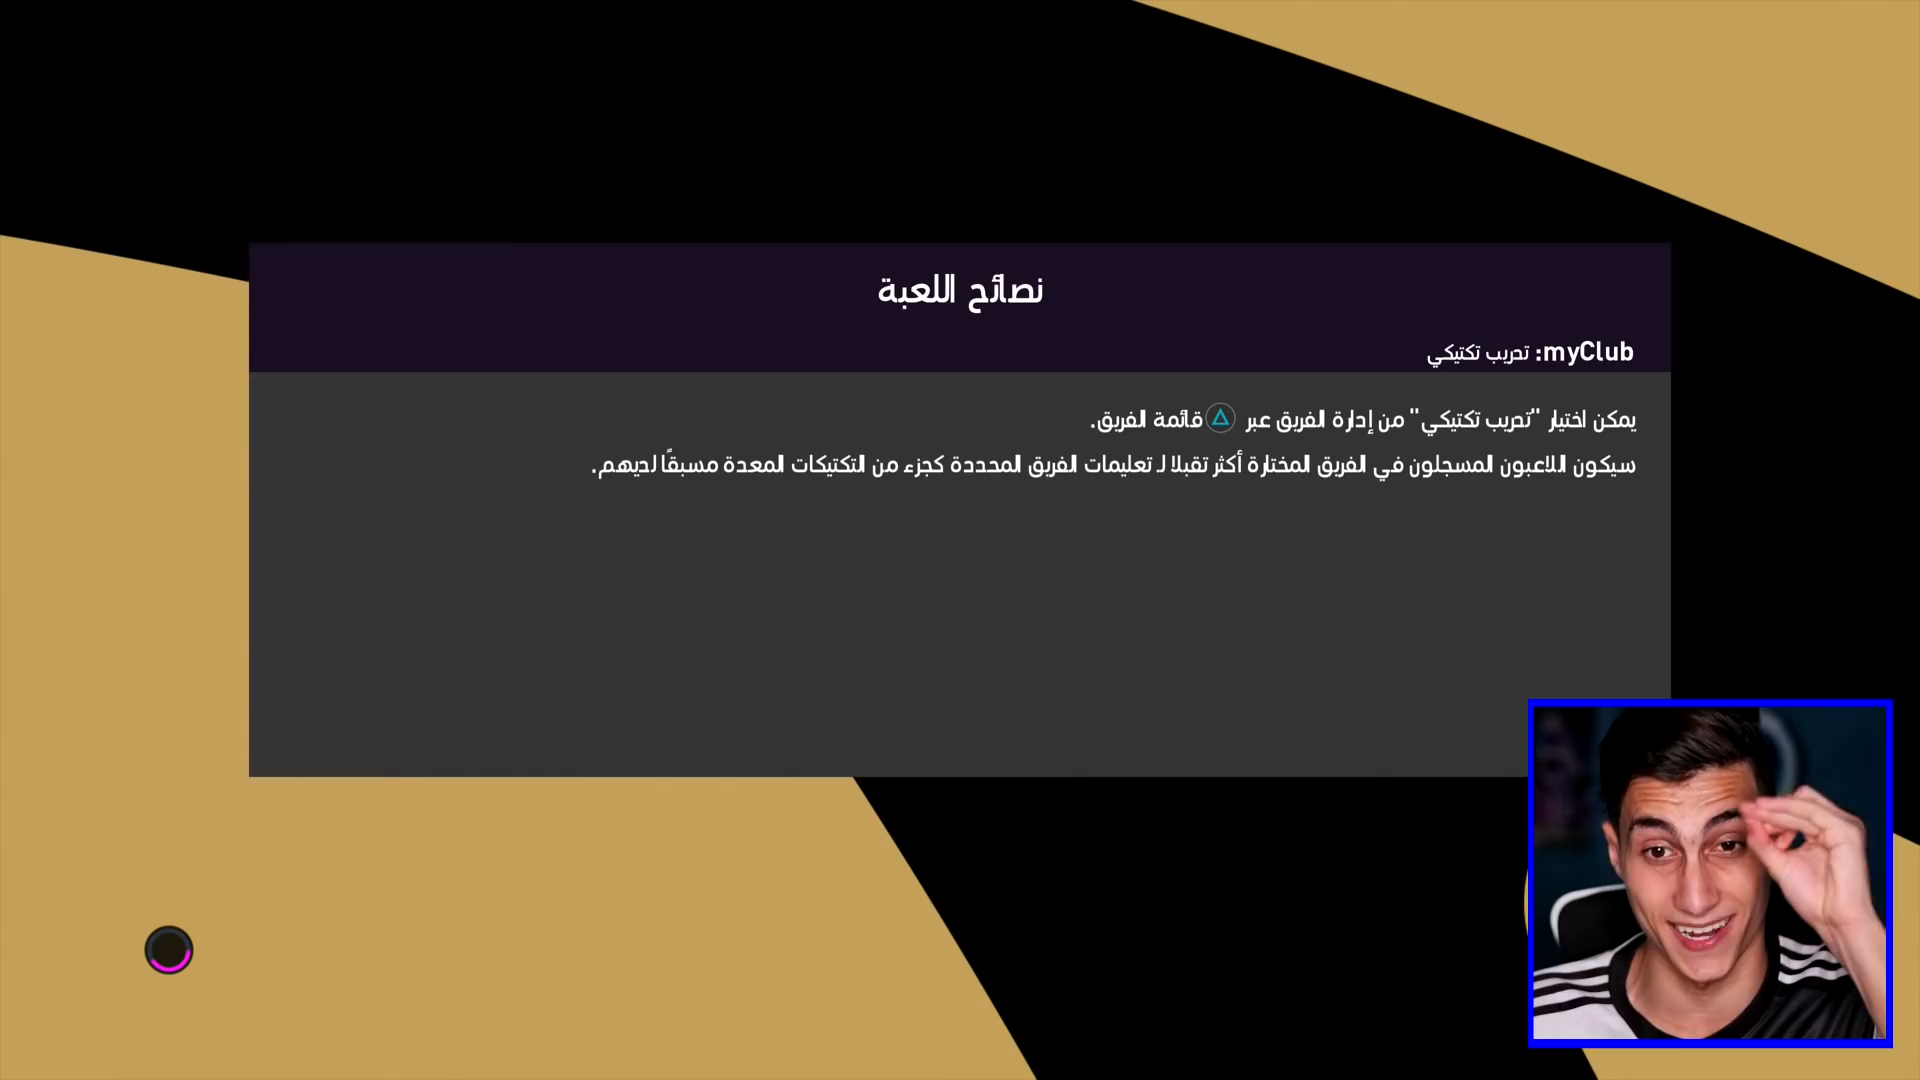 نصائح اللعبة
myClub: تدريب تكتيكي
يمكن اختيار "تدريب تكتيكي" من إدارة الفريق عبر △ قائمة الفريق.
سيكون اللاعبون المسجلون في الفريق المختارة أكثر تقبلا لـ تعليمات الفريق المحددة كجزء من التكتيكات المعدة مسبقًا لديهم.